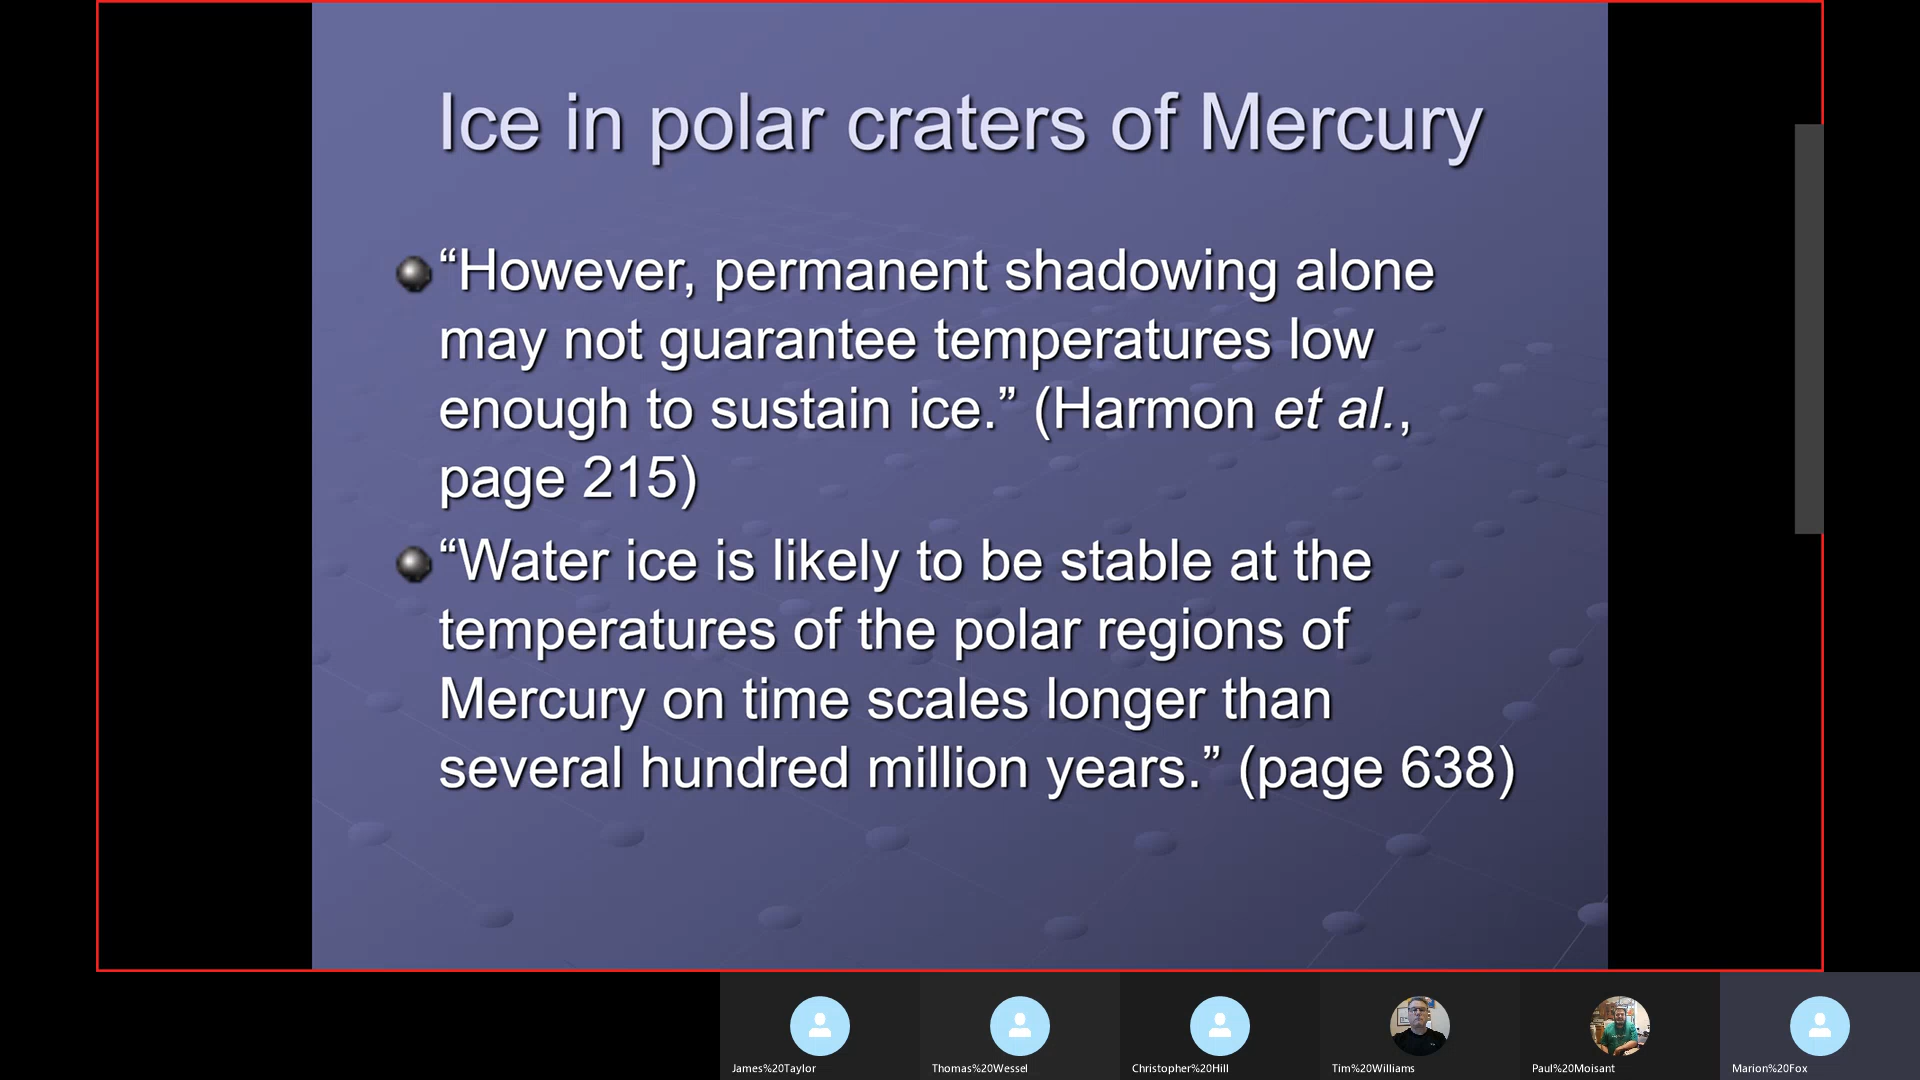 Ice in polar craters of Mercury
“However, permanent shadowing alone
may not guarantee temperatures low
enough to sustain ice.” (Harmon et al.,
page 215)
“Water ice is likely to be stable at the
temperatures of the polar regions of
Mercury on time scales longer than
several hundred million years.” (page 638)
James%20Taylor
Thomas%20Wessel
Christopher%20Hill
Tim%20Williams
Paul%20Moisant
Marion%20Fox